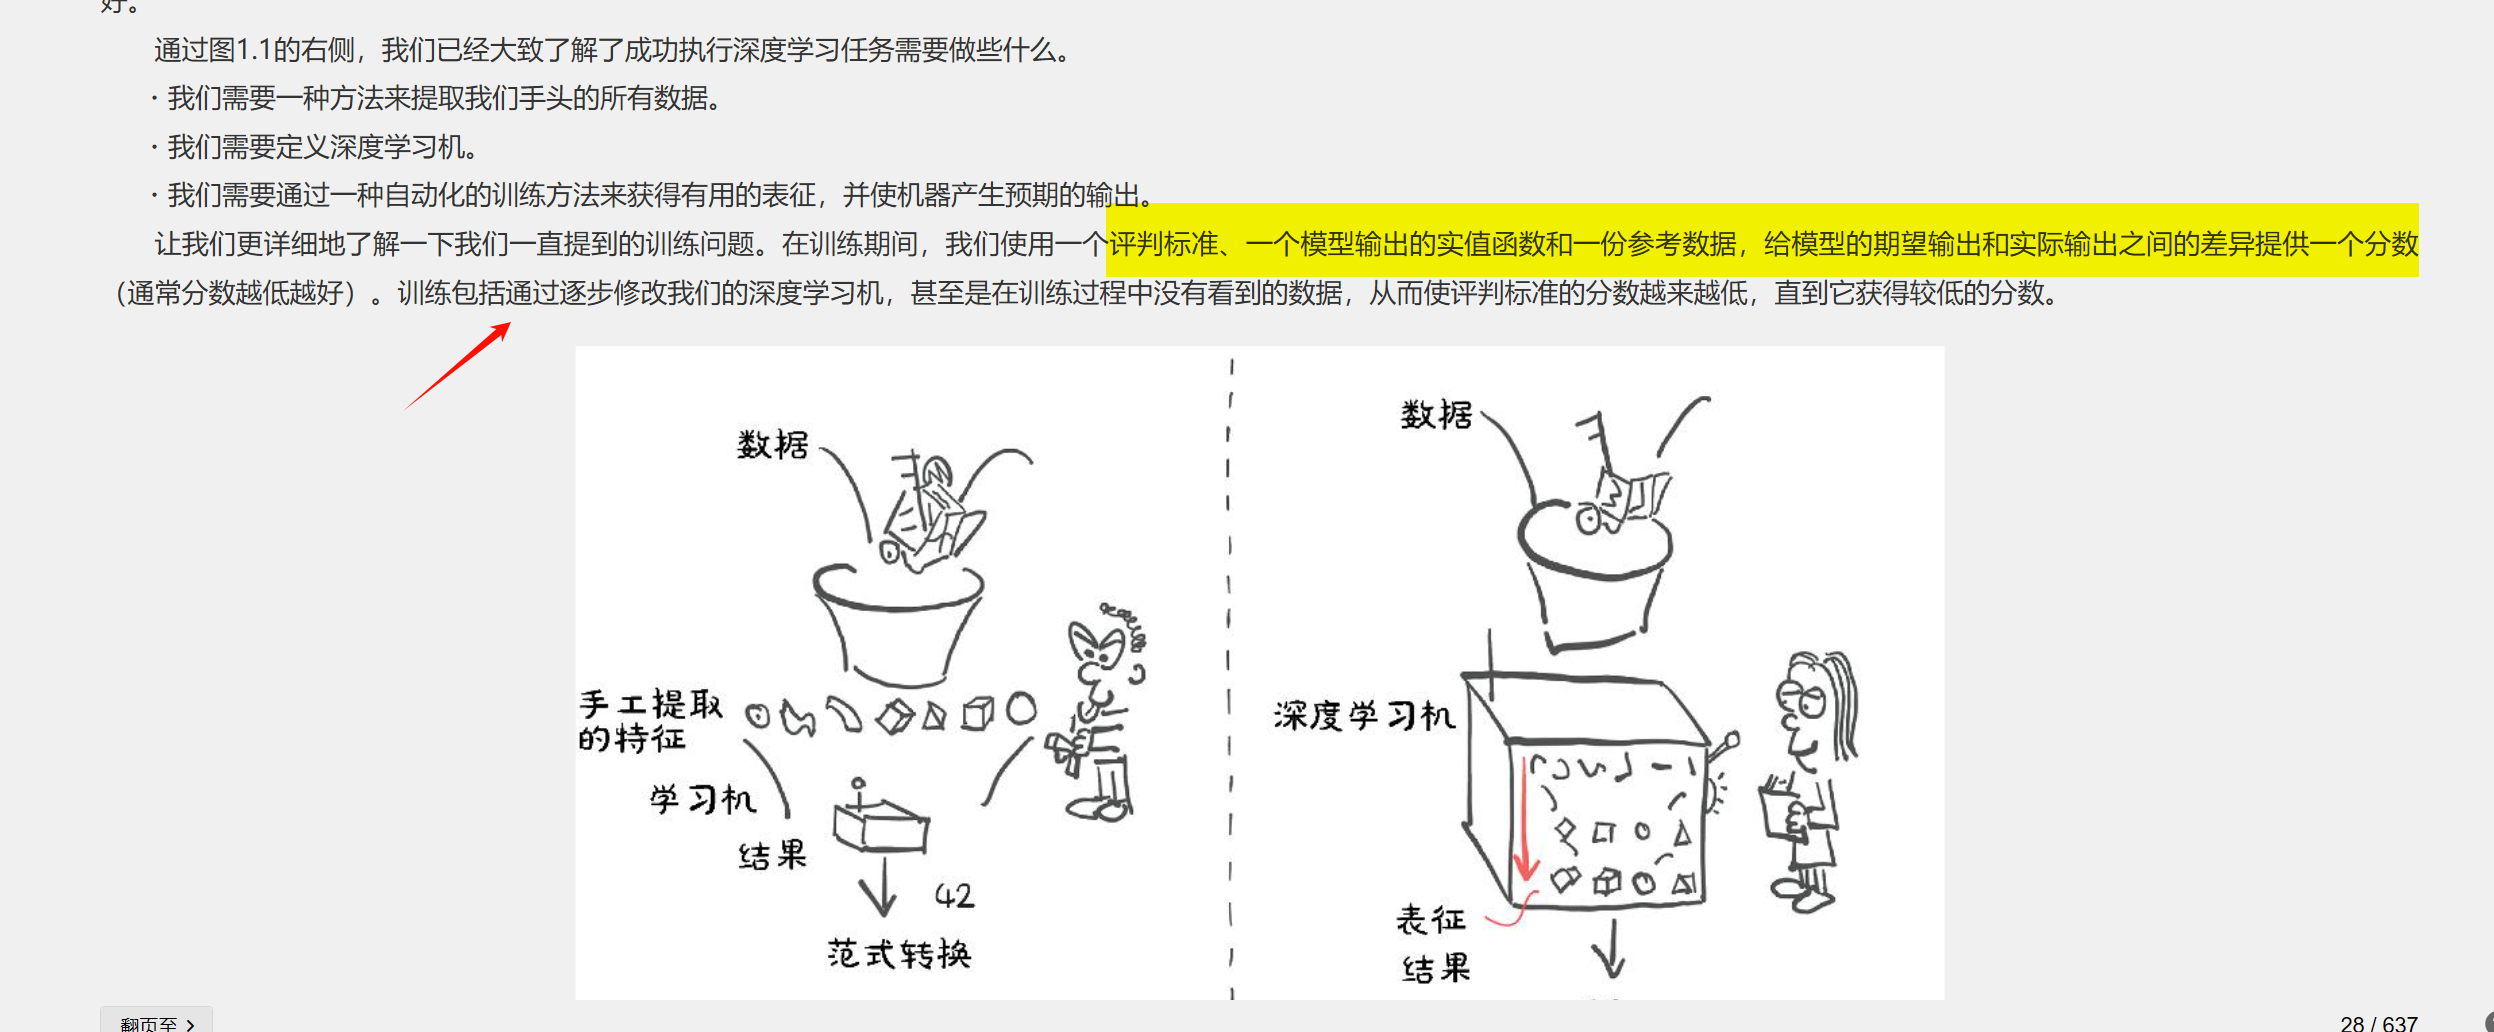 好。
通过图1.1的右侧，我们已经大致了解了成功执行深度学习任务需要做些什么。
· 我们需要一种方法来提取我们手头的所有数据。
· 我们需要定义深度学习机。
· 我们需要通过一种自动化的训练方法来获得有用的表征，并使机器产生预期的输出。
让我们更详细地了解一下我们一直提到的训练问题。在训练期间，我们使用一个评判标准、一个模型输出的实值函数和一份参考数据，给模型的期望输出和实际输出之间的差异提供一个分数
（通常分数越低越好）。训练包括通过逐步修改我们的深度学习机，甚至是在训练过程中没有看到的数据，从而使评判标准的分数越来越低，直到它获得较低的分数。
数据
手工提取
的特征
学习机
结果
42
范式转换
数据
深度学习机
表征
结果
翻页至 >
28 / 637